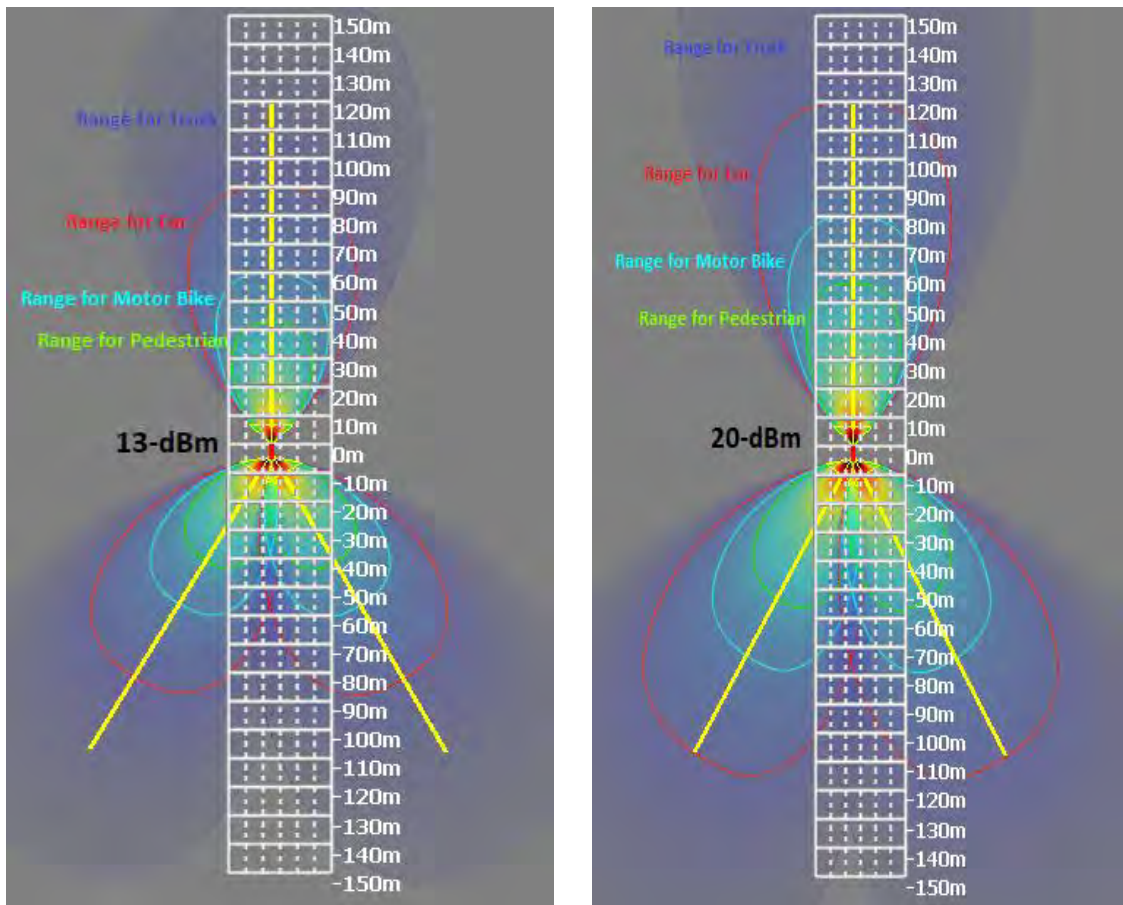 150m
140m
130m
Range for Truck
120m
110m
100m
90m
Range for Car
80m
70m
60m
Range for Motor Bike
50m
Range for Pedestrian
40m
30m
20m
10m
13-dBm
0m
-10m
-20m
-30m
-40m
-50m
-60m
-70m
-80m
-90m
-100m
-110m
-120m
-130m
-140m
-150m
150m
Range for Truck
140m
130m
120m
110m
Range for Car
100m
90m
80m
Range for Motor Bike
70m
60m
Range for Pedestrian
50m
40m
30m
20m
10m
20-dBm
0m
-10m
-20m
-30m
-40m
-50m
-60m
-70m
-80m
-90m
-100m
-110m
-120m
-130m
-140m
-150m